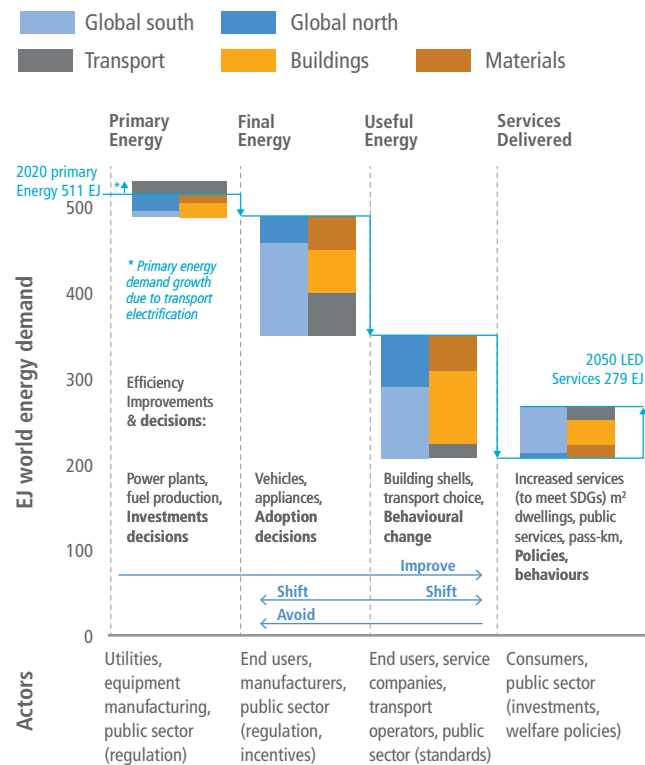 Global south
Global north
Transport
Buildings
Materials
Primary
Energy
Final
Energy
Useful
Energy
Services
Delivered
2020 primary
Energy 511 EJ
*
500
400
300
200
100
0
EJ world energy demand
* Primary energy
demand growth
due to transport
electrification
2050 LED
Services 279 EJ
Efficiency
Improvements
& decisions:
Power plants,
fuel production,
Investments
decisions
Vehicles,
appliances,
Adoption
decisions
Building shells,
transport choice,
Behavioural
change
Increased services
(to meet SDGs) m²
dwellings, public
services, pass-km,
Policies,
behaviours
Improve
Shift
Shift
Avoid
Actors
Utilities,
equipment
manufacturing,
public sector
(regulation)
End users,
manufacturers,
public sector
(regulation,
incentives)
End users, service
companies,
transport
operators, public
sector (standards)
Consumers,
public sector
(investments,
welfare policies)